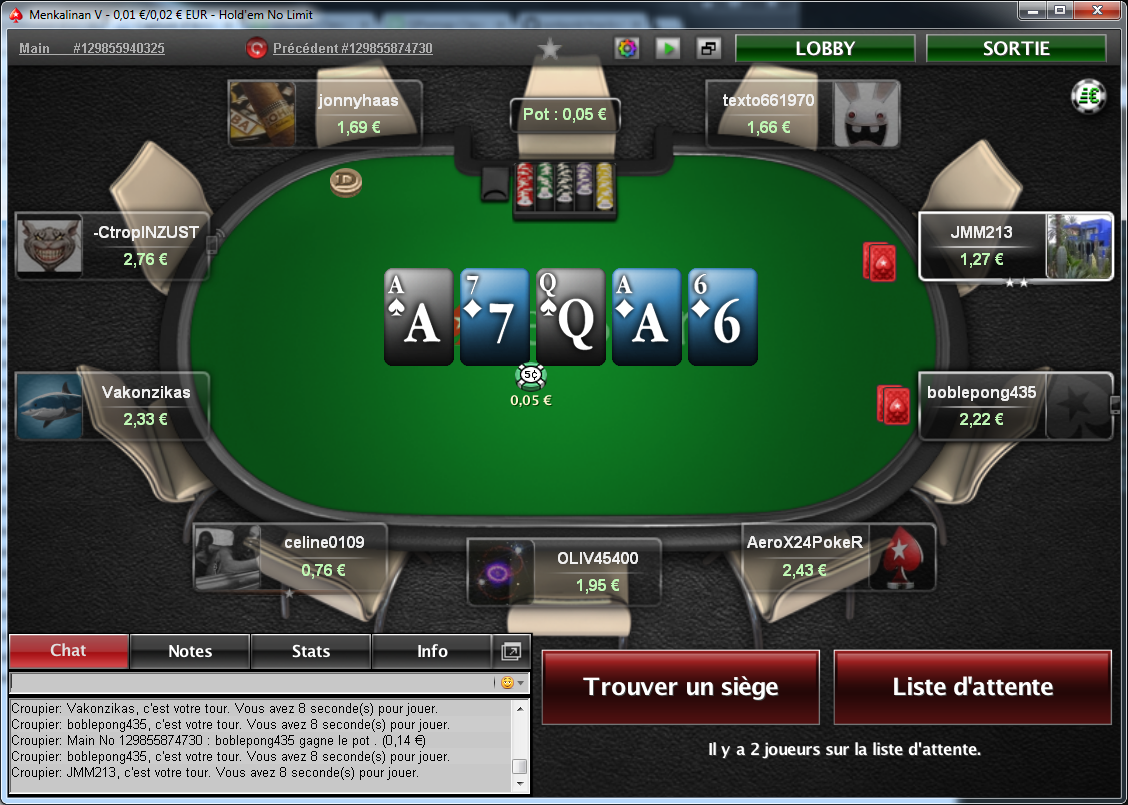 Menkalinan V - 0,01 €/0,02 € EUR - Hold'em No Limit
Main #129855940325
Précédent #129855874730
LOBBY
SORTIE
jonnyhaas
1,69 €
Pot : 0,05 €
texto661970
1,66 €
€
D
-CtropINZUST
2,76 €
JMM213
1,27 €
A
A
7
7
Q
Q
A
A
6
6
5¢
0,05 €
Vakonzikas
2,33 €
boblepong435
2,22 €
celine0109
0,76 €
OLIV45400
1,95 €
AeroX24PokeR
2,43 €
Chat
Notes
Stats
Info
Trouver un siège
Liste d'attente
Croupier: Vakonzikas, c'est votre tour. Vous avez 8 seconde(s) pour jouer.
Croupier: boblepong435, c'est votre tour. Vous avez 8 seconde(s) pour jouer.
Croupier: Main No 129855874730 : boblepong435 gagne le pot . (0,14 €)
Croupier: boblepong435, c'est votre tour. Vous avez 8 seconde(s) pour jouer.
Croupier: JMM213, c'est votre tour. Vous avez 8 seconde(s) pour jouer.
Il y a 2 joueurs sur la liste d'attente.